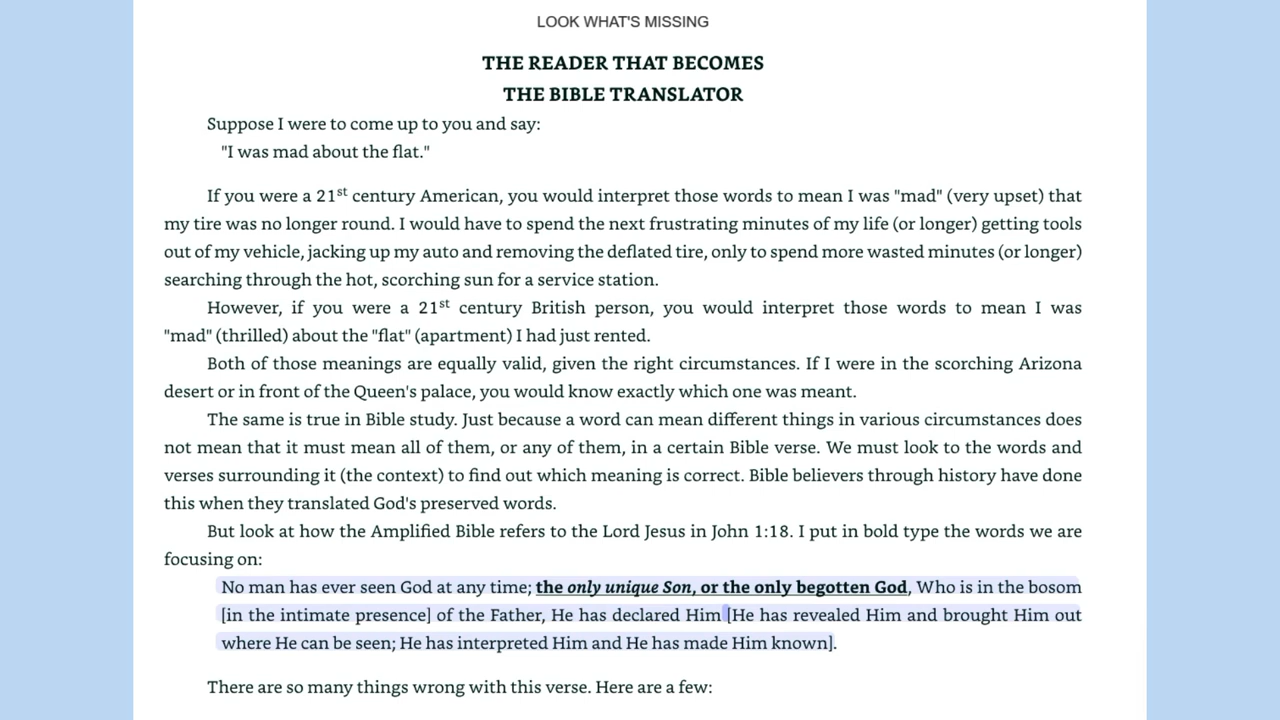 LOOK WHAT'S MISSING
THE READER THAT BECOMES
THE BIBLE TRANSLATOR
Suppose I were to come up to you and say:
"I was mad about the flat."
If you were a 21st century American, you would interpret those words to mean I was "mad" (very upset) that
my tire was no longer round. I would have to spend the next frustrating minutes of my life (or longer) getting tools
out of my vehicle, jacking up my auto and removing the deflated tire, only to spend more wasted minutes (or longer)
searching through the hot, scorching sun for a service station.
However, if you were a 21st century British person, you would interpret those words to mean I was
"mad" (thrilled) about the "flat" (apartment) I had just rented.
Both of those meanings are equally valid, given the right circumstances. If I were in the scorching Arizona
desert or in front of the Queen's palace, you would know exactly which one was meant.
The same is true in Bible study. Just because a word can mean different things in various circumstances does
not mean that it must mean all of them, or any of them, in a certain Bible verse. We must look to the words and
verses surrounding it (the context) to find out which meaning is correct. Bible believers through history have done
this when they translated God's preserved words.
But look at how the Amplified Bible refers to the Lord Jesus in John 1:18. I put in bold type the words we are
focusing on:
No man has ever seen God at any time; the only unique Son, or the only begotten God, Who is in the bosom
[in the intimate presence] of the Father, He has declared Him [He has revealed Him and brought Him out
where He can be seen; He has interpreted Him and He has made Him known].
There are so many things wrong with this verse. Here are a few: